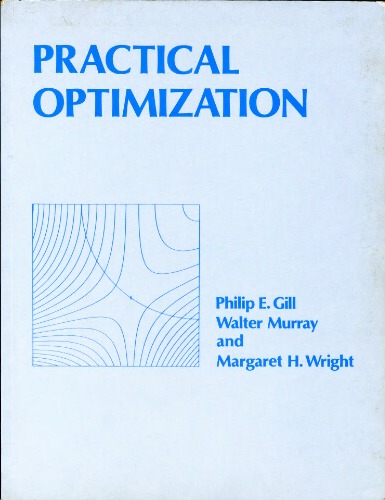 PRACTICAL
OPTIMIZATION
Philip E. Gill
Walter Murray
and
Margaret H. Wright